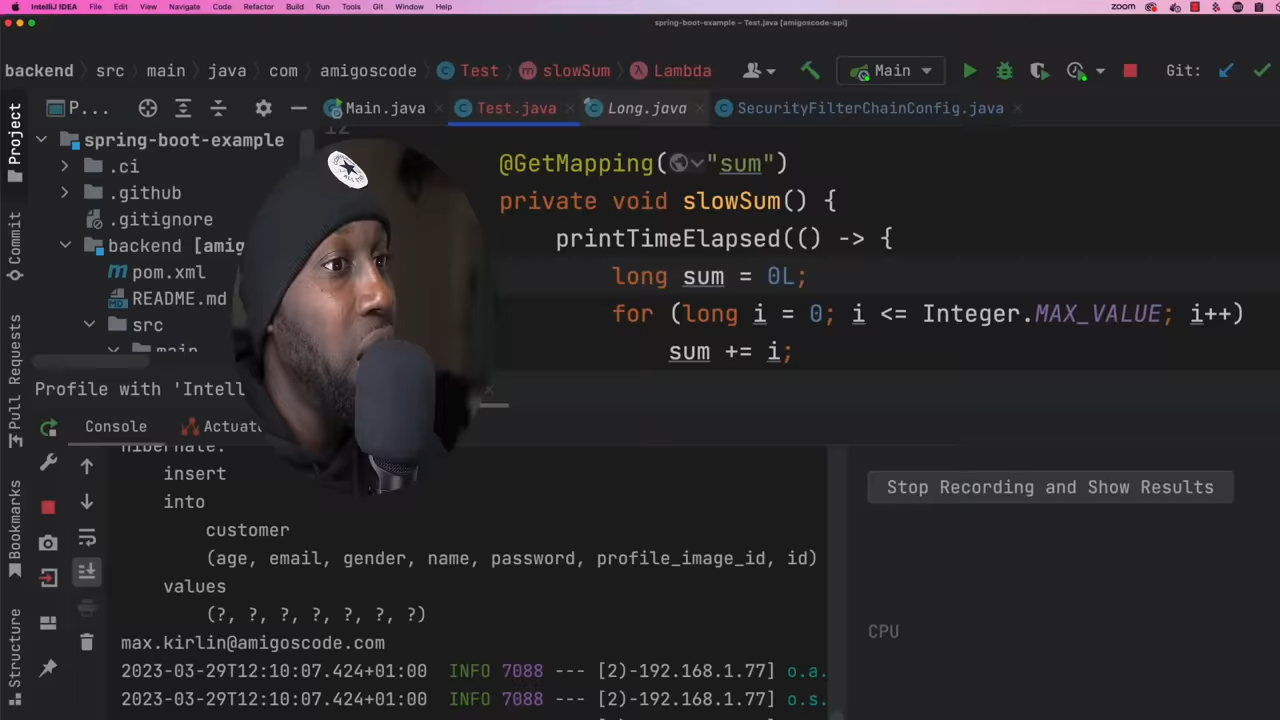 IntelliJ IDEA File Edit View Navigate Code Refactor Build Run Tools Git Window Help zoom
spring-boot-example – Test.java [amigoscode-api]
backend src main java com amigoscode Test slowSum Lambda Main Git:
Project P... Main.java Test.java Long.java SecurityFilterChainConfig.java
12
spring-boot-example
.ci
.github
.gitignore
backend [amig
pom.xml
README.md
src
main
@GetMapping("sum")
private void slowSum() {
printTimeElapsed(() -> {
long sum = 0L;
for (long i = 0; i <= Integer.MAX_VALUE; i++)
sum += i;
Commit
Pull Requests
Bookmarks
Structure
Profile with 'Intell
Console Actuat
Hibernate:
insert
into
customer
(age, email, gender, name, password, profile_image_id, id)
values
(?, ?, ?, ?, ?, ?, ?)
max.kirlin@amigoscode.com
2023-03-29T12:10:07.424+01:00 INFO 7088 --- [2)-192.168.1.77] o.a.
2023-03-29T12:10:07.424+01:00 INFO 7088 --- [2)-192.168.1.77] o.s.
Stop Recording and Show Results
CPU